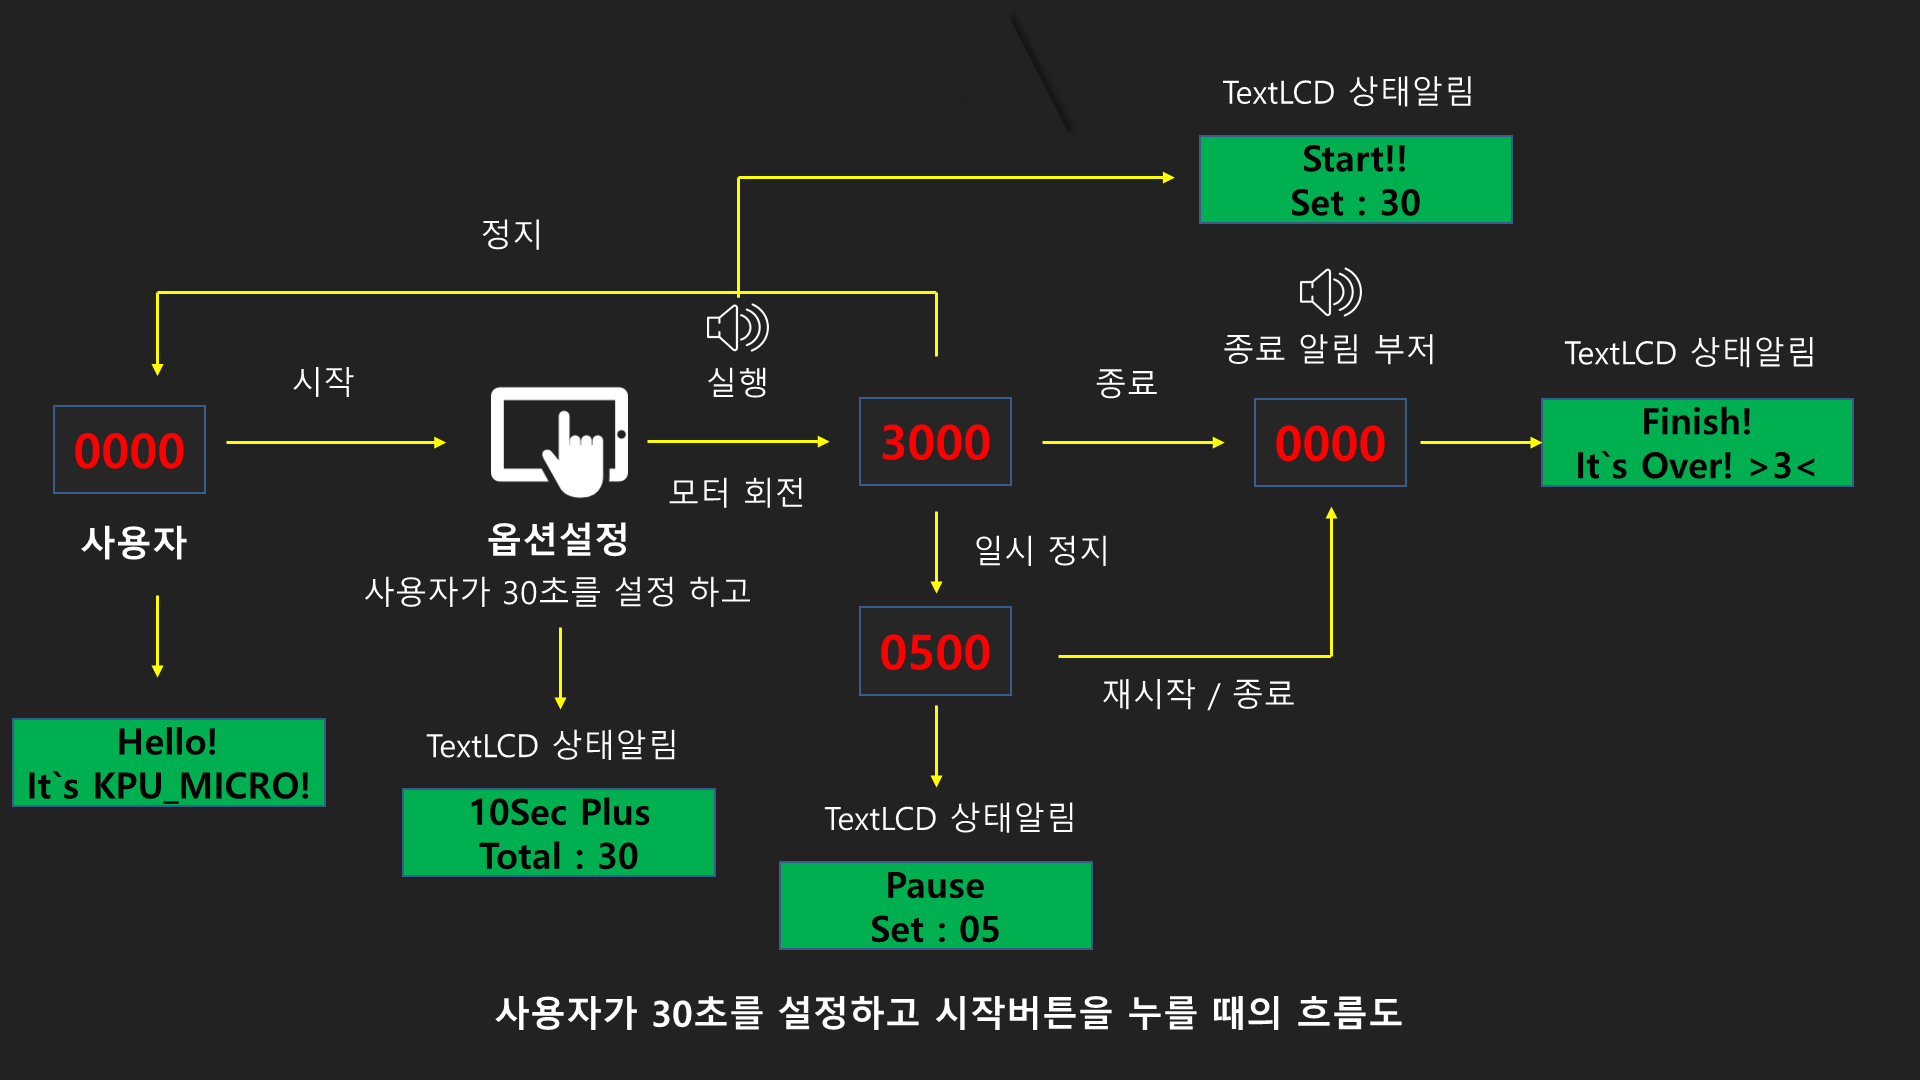 TextLCD 상태알림
Start!!
Set : 30
정지
종료 알림 부저
TextLCD 상태알림
시작
실행
종료
0000
3000
0000
Finish!
It`s Over! >3<
모터 회전
사용자
옵션설정
일시 정지
사용자가 30초를 설정 하고
0500
재시작 / 종료
Hello!
It`s KPU_MICRO!
TextLCD 상태알림
10Sec Plus
Total : 30
TextLCD 상태알림
Pause
Set : 05
사용자가 30초를 설정하고 시작버튼을 누를 때의 흐름도